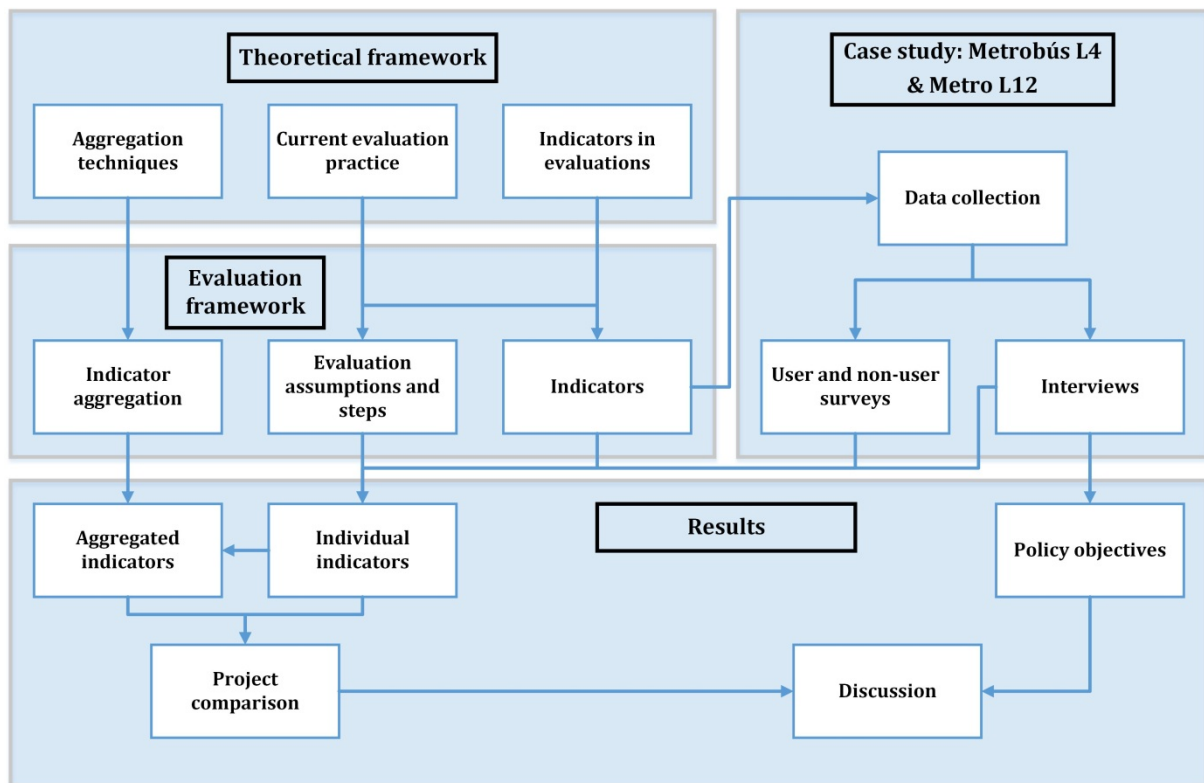 Theoretical framework
Aggregation
techniques
Current evaluation
practice
Indicators in
evaluations
Case study: Metrobús L4
& Metro L12
Data collection
User and non-user
surveys
Interviews
Evaluation
framework
Indicator
aggregation
Evaluation
assumptions and
steps
Indicators
Results
Aggregated
indicators
Individual
indicators
Policy objectives
Project
comparison
Discussion